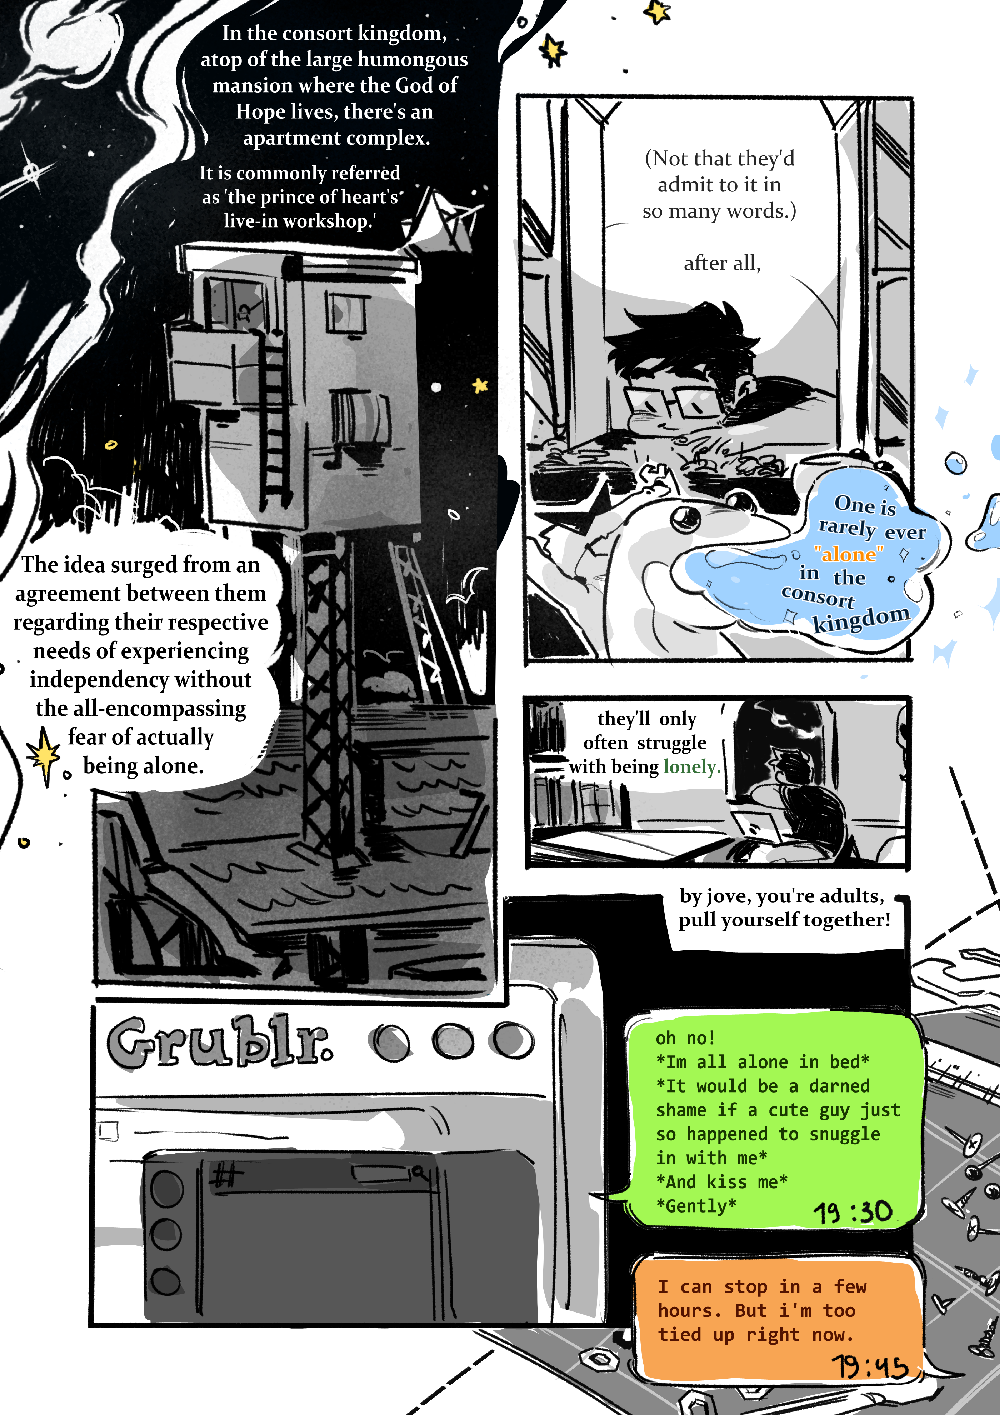 In the consort kingdom,
atop of the large humongous
mansion where the God of
Hope lives, there's an
apartment complex.
It is commonly referred
as 'the prince of heart's
live-in workshop.'
The idea surged from an
agreement between them
regarding their respective
needs of experiencing
independency without
the all-encompassing
fear of actually
being alone.
(Not that they'd
admit to it in
so many words.)
after all,
One is
rarely ever
"alone"
in the
consort
kingdom
they'll only
often struggle
with being lonely.
by jove, you're adults,
pull yourself together!
Grublr.
#
oh no!
*Im all alone in bed*
*It would be a darned
shame if a cute guy just
so happened to snuggle
in with me*
*And kiss me*
*Gently*
19:30
I can stop in a few
hours. But i'm too
tied up right now.
19:45